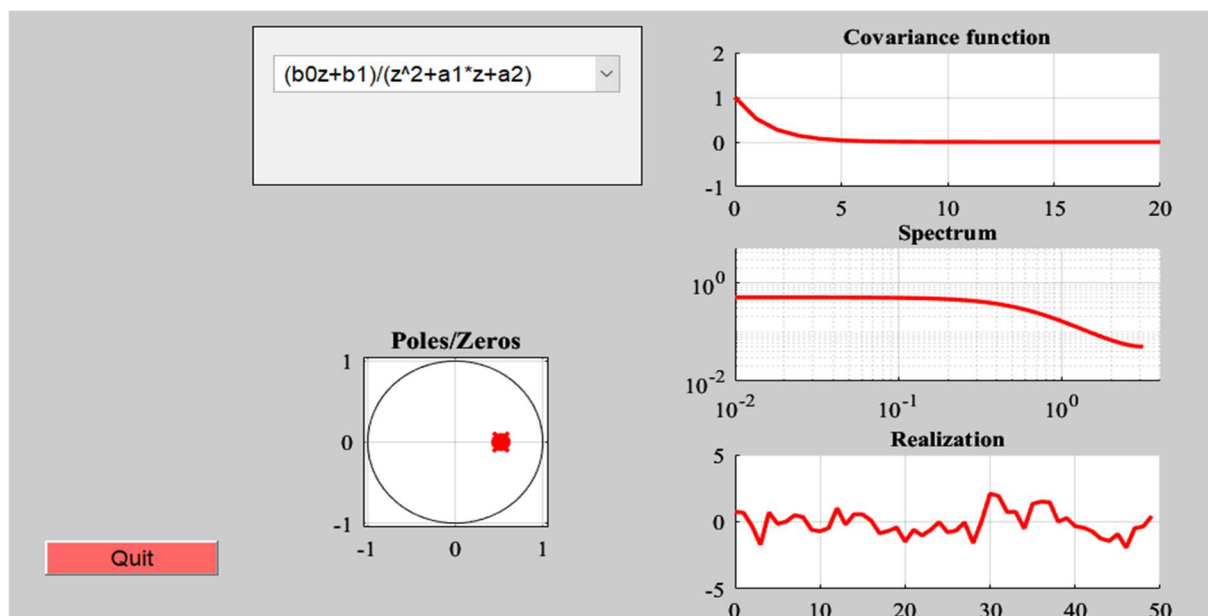 (b0z+b1)/(z^2+a1*z+a2)
Covariance function
2
1
0
-1
0 5 10 15 20
Spectrum
10^0
10^-2
10^-2 10^-1 10^0
Poles/Zeros
1
0
-1
-1 0 1
Realization
5
0
-5
0 10 20 30 40 50
Quit